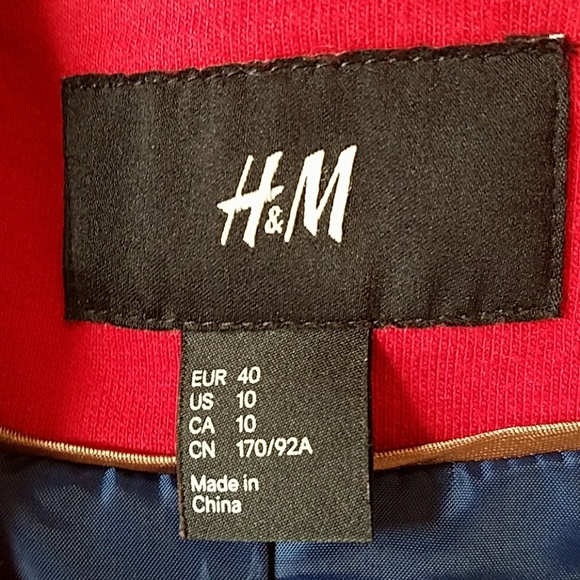 H&M
EUR 40
US 10
CA 10
CN 170/92A
Made in
China